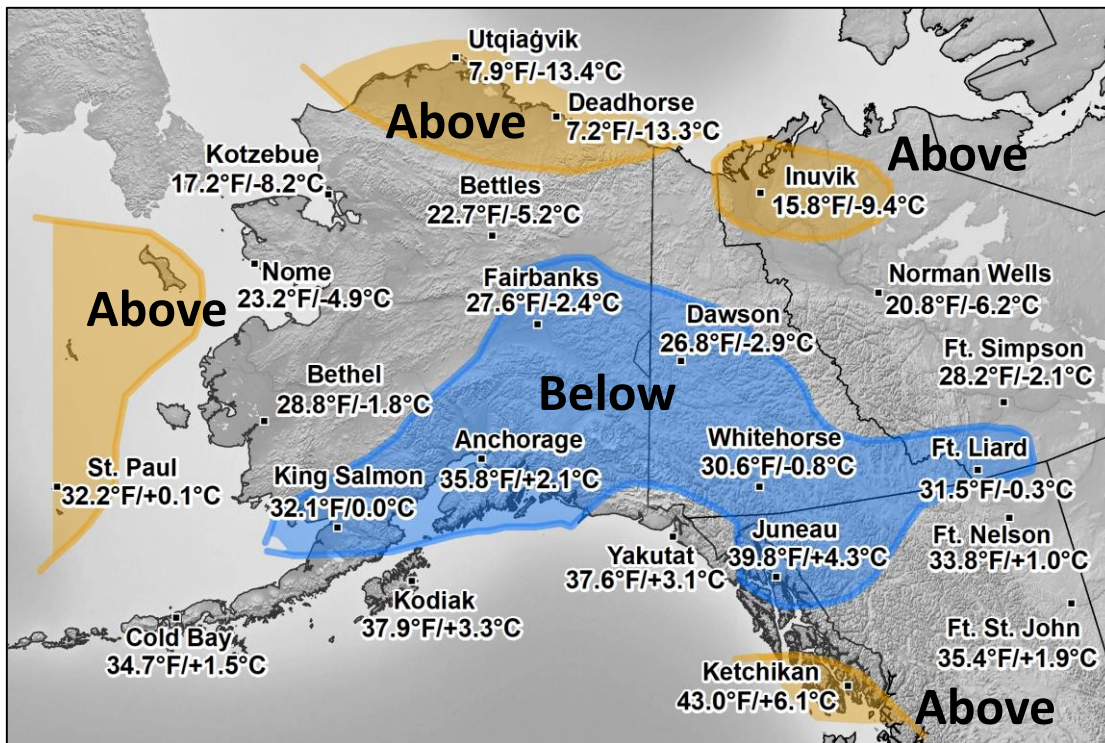 Utqiaġvik
7.9°F/-13.4°C
Above
Deadhorse
7.2°F/-13.3°C
Above
Kotzebue
17.2°F/-8.2°C
Bettles
22.7°F/-5.2°C
Inuvik
15.8°F/-9.4°C
Nome
23.2°F/-4.9°C
Above
Fairbanks
27.6°F/-2.4°C
Norman Wells
20.8°F/-6.2°C
Dawson
26.8°F/-2.9°C
Ft. Simpson
28.2°F/-2.1°C
Bethel
28.8°F/-1.8°C
Below
Anchorage
35.8°F/+2.1°C
Whitehorse
30.6°F/-0.8°C
Ft. Liard
31.5°F/-0.3°C
St. Paul
32.2°F/+0.1°C
King Salmon
32.1°F/0.0°C
Juneau
39.8°F/+4.3°C
Ft. Nelson
33.8°F/+1.0°C
Yakutat
37.6°F/+3.1°C
Kodiak
37.9°F/+3.3°C
Cold Bay
34.7°F/+1.5°C
Ft. St. John
35.4°F/+1.9°C
Ketchikan
43.0°F/+6.1°C
Above